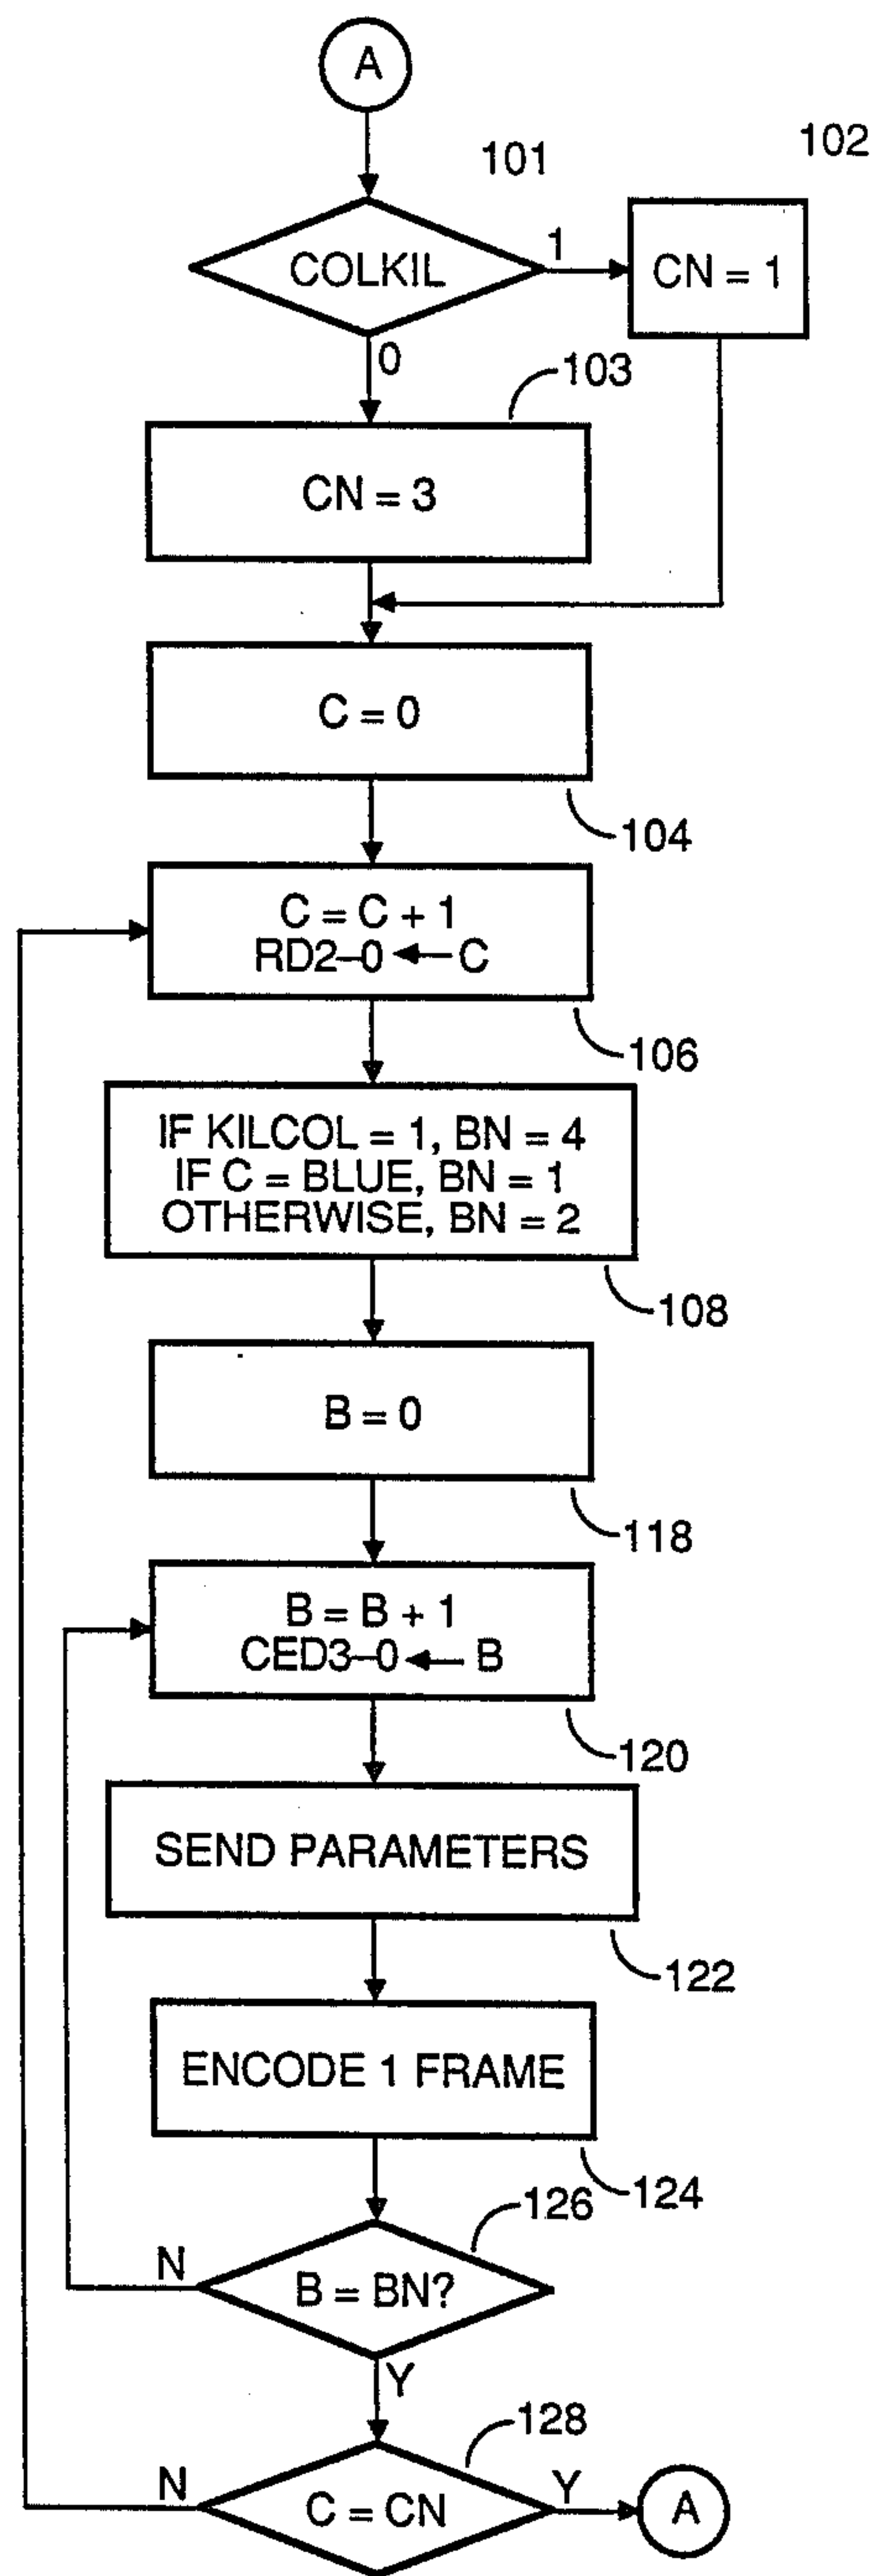 A
101
102
COLKIL
1
CN = 1
0
103
CN = 3
C = 0
104
C = C + 1
RD2–0 ← C
106
IF KILCOL = 1, BN = 4
IF C = BLUE, BN = 1
OTHERWISE, BN = 2
108
B = 0
118
B = B + 1
CED3–0 ← B
120
SEND PARAMETERS
122
ENCODE 1 FRAME
124
126
N
B = BN?
Y
128
N
C = CN
Y
A